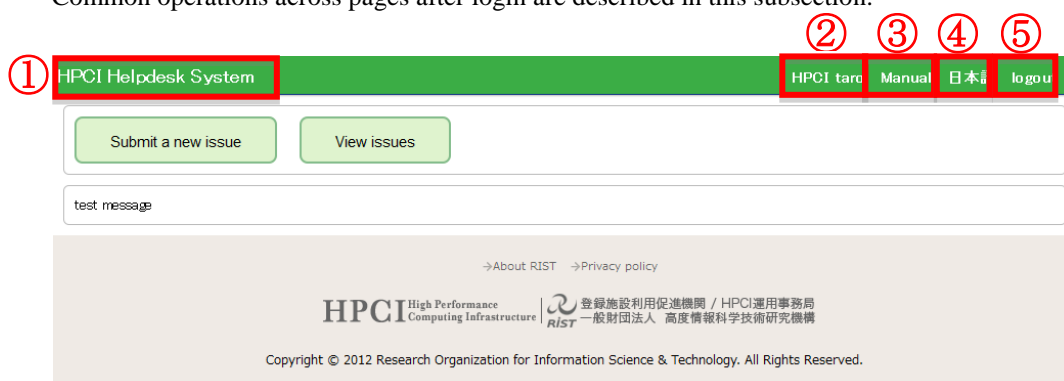 Common operations across pages after login are described in this subsection.
② ③ ④ ⑤
① HPCI Helpdesk System HPCI taro Manual 日本語 logout
Submit a new issue View issues
test message
→About RIST →Privacy policy
HPCI High Performance Computing Infrastructure RIST 登録施設利用促進機関 / HPCI運用事務局
一般財団法人 高度情報科学技術研究機構
Copyright © 2012 Research Organization for Information Science & Technology. All Rights Reserved.